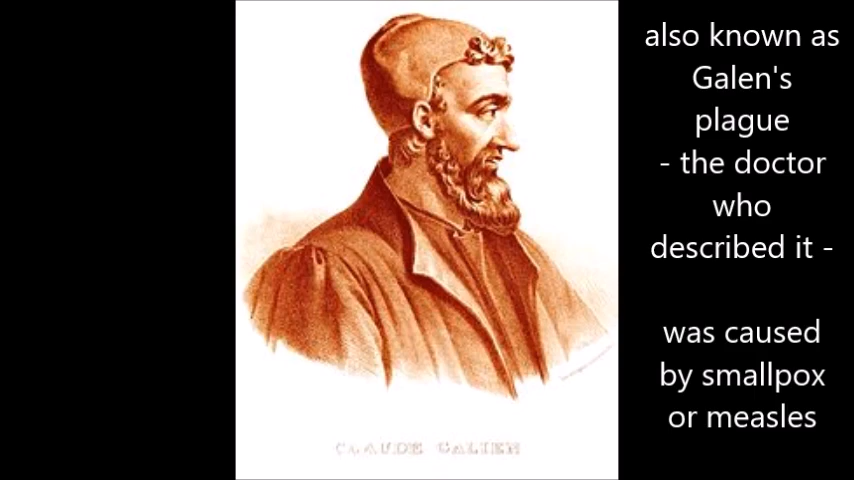 also known as
Galen's
plague
- the doctor
who
described it -
was caused
by smallpox
or measles
CLAUDE GALIEN